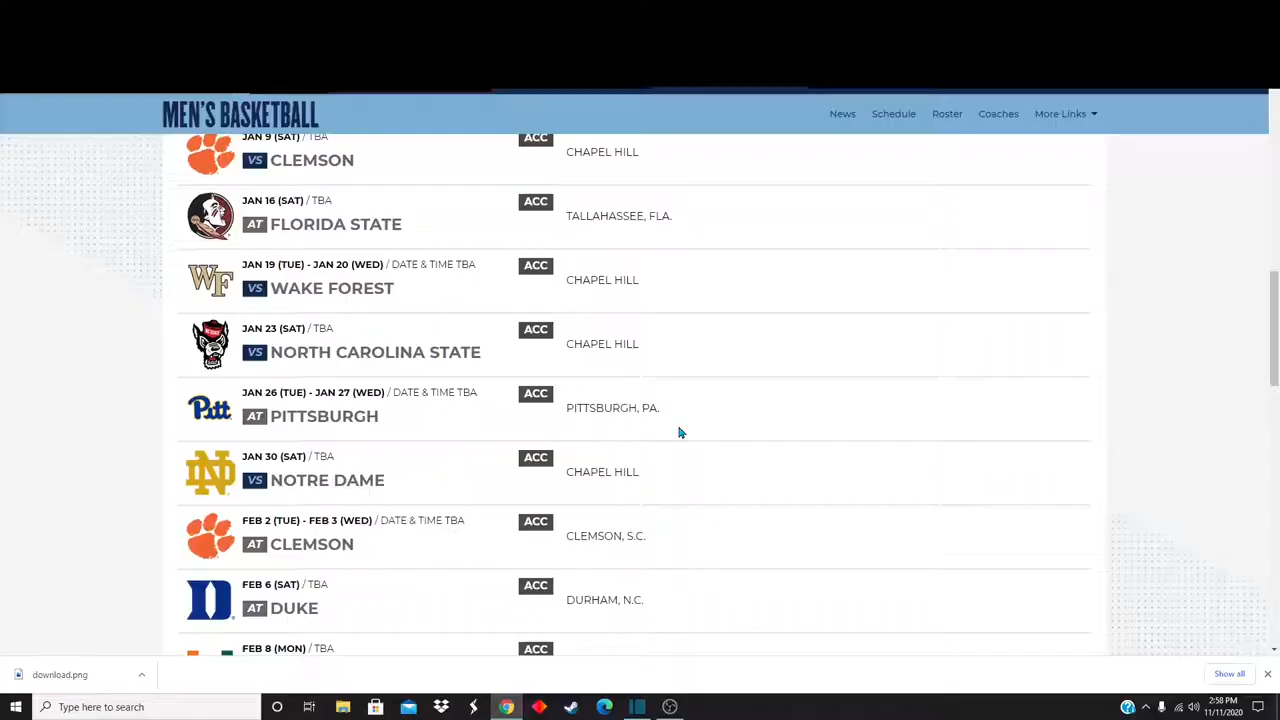 MEN'S BASKETBALL
News
Schedule
Roster
Coaches
More Links
JAN 9 (SAT) / TBA
VS CLEMSON
ACC
CHAPEL HILL
JAN 16 (SAT) / TBA
AT FLORIDA STATE
ACC
TALLAHASSEE, FLA.
WF
JAN 19 (TUE) - JAN 20 (WED) / DATE & TIME TBA
VS WAKE FOREST
ACC
CHAPEL HILL
JAN 23 (SAT) / TBA
VS NORTH CAROLINA STATE
ACC
CHAPEL HILL
Pitt
JAN 26 (TUE) - JAN 27 (WED) / DATE & TIME TBA
AT PITTSBURGH
ACC
PITTSBURGH, PA.
ND
JAN 30 (SAT) / TBA
VS NOTRE DAME
ACC
CHAPEL HILL
FEB 2 (TUE) - FEB 3 (WED) / DATE & TIME TBA
AT CLEMSON
ACC
CLEMSON, S.C.
D
FEB 6 (SAT) / TBA
AT DUKE
ACC
DURHAM, N.C.
FEB 8 (MON) / TBA
ACC
download.png
Show all
Type here to search
2:58 PM
11/11/2020